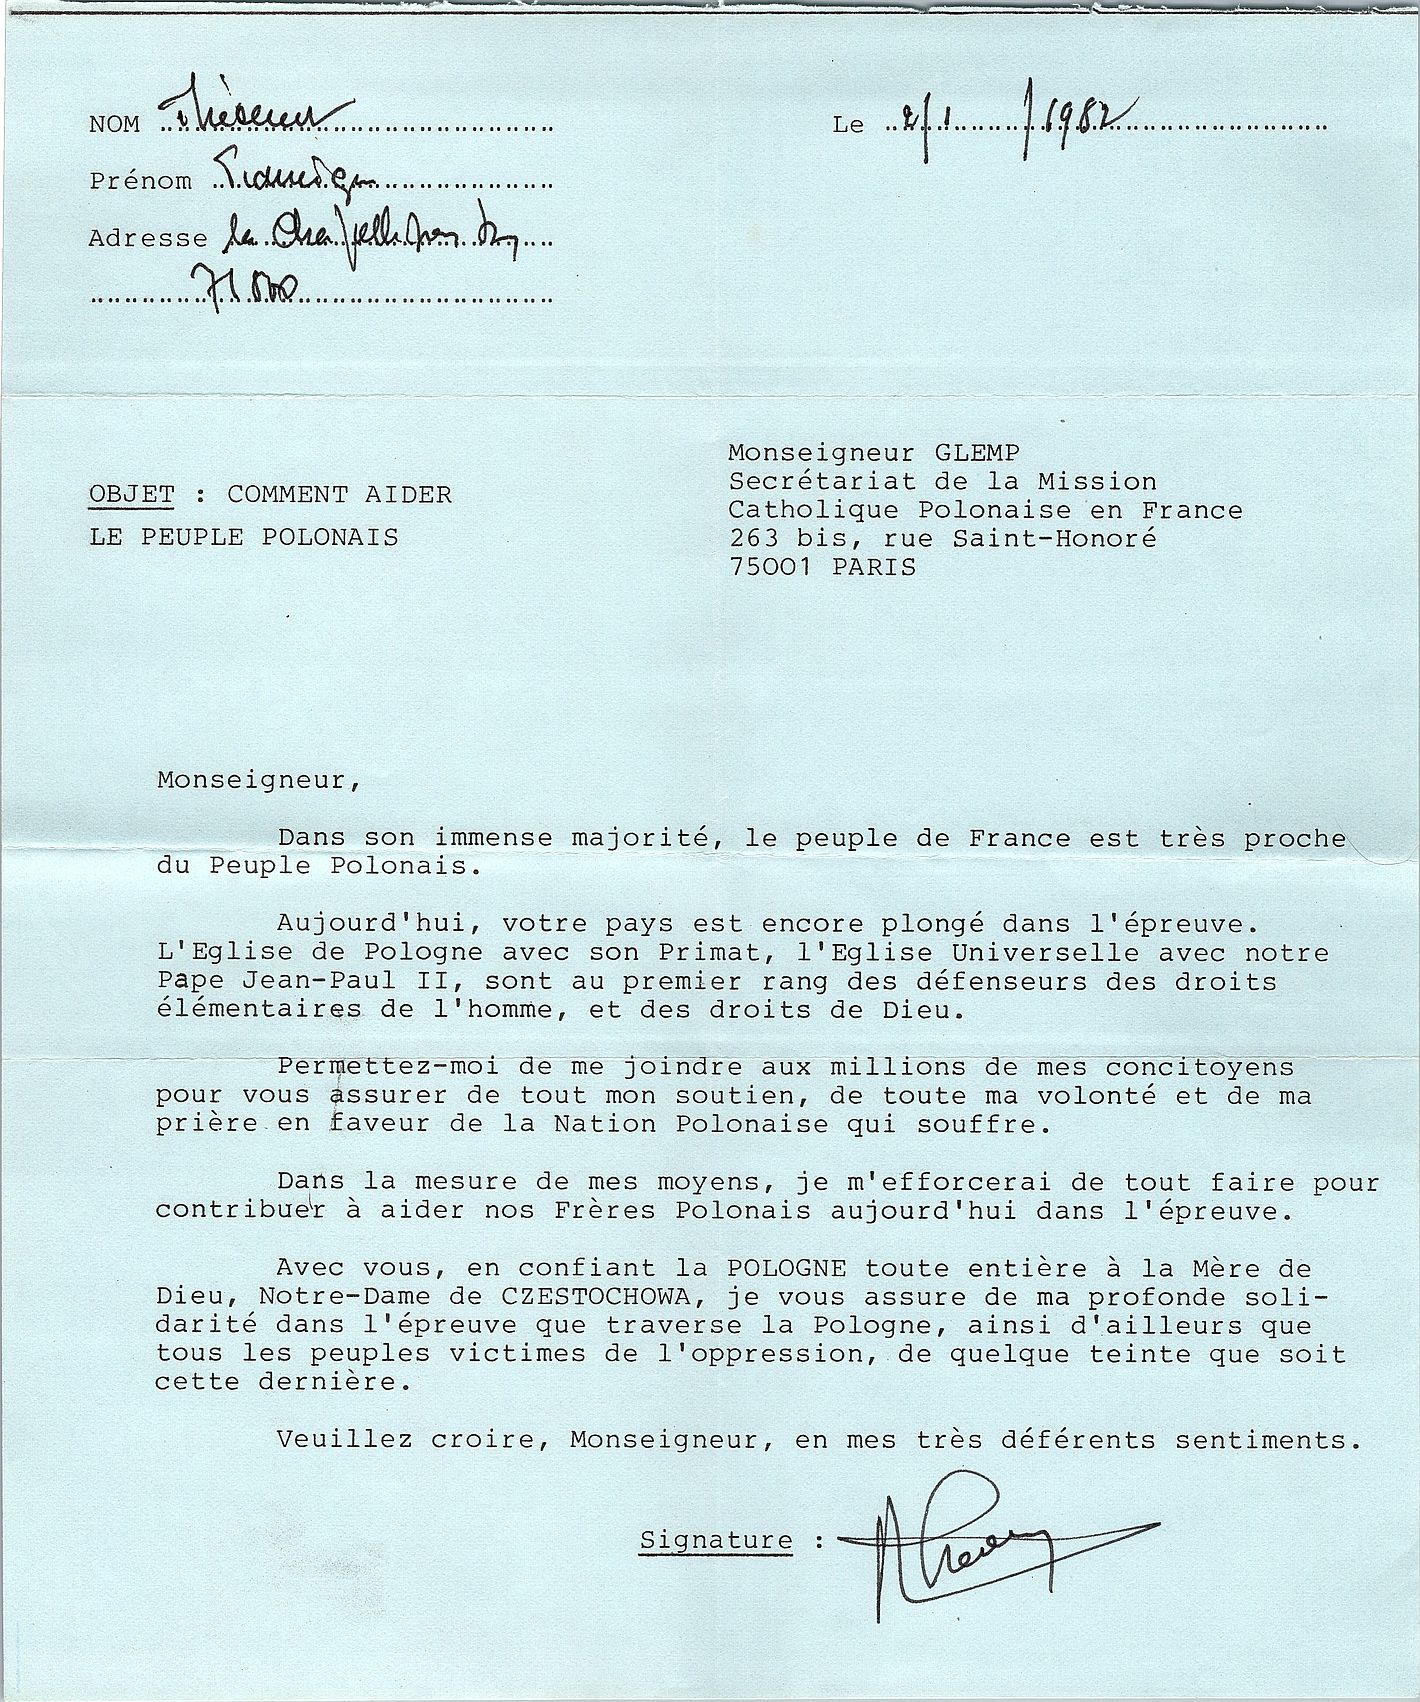 NOM
Le 2/1/1982
Prénom
Adresse la Chapelle
OBJET : COMMENT AIDER
LE PEUPLE POLONAIS
Monseigneur GLEMP
Secrétariat de la Mission
Catholique Polonaise en France
263 bis, rue Saint-Honoré
75001 PARIS
Monseigneur,
Dans son immense majorité, le peuple de France est très proche
du Peuple Polonais.
Aujourd'hui, votre pays est encore plongé dans l'épreuve.
L'Eglise de Pologne avec son Primat, l'Eglise Universelle avec notre
Pape Jean-Paul II, sont au premier rang des défenseurs des droits
élémentaires de l'homme, et des droits de Dieu.
Permettez-moi de me joindre aux millions de mes concitoyens
pour vous assurer de tout mon soutien, de toute ma volonté et de ma
prière en faveur de la Nation Polonaise qui souffre.
Dans la mesure de mes moyens, je m'efforcerai de tout faire pour
contribuer à aider nos Frères Polonais aujourd'hui dans l'épreuve.
Avec vous, en confiant la POLOGNE toute entière à la Mère de
Dieu, Notre-Dame de CZESTOCHOWA, je vous assure de ma profonde soli-
darité dans l'épreuve que traverse la Pologne, ainsi d'ailleurs que
tous les peuples victimes de l'oppression, de quelque teinte que soit
cette dernière.
Veuillez croire, Monseigneur, en mes très déférents sentiments.
Signature :